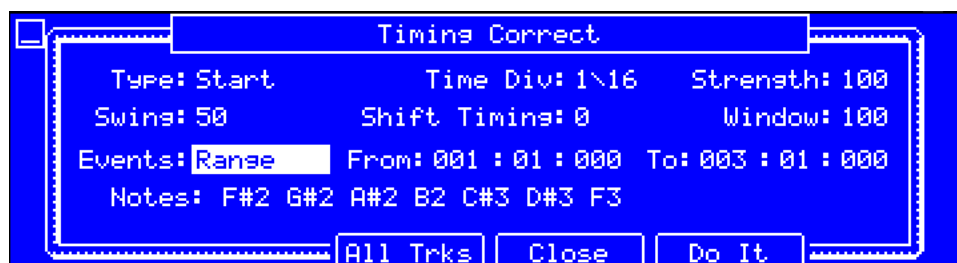 Timing Correct
Type: Start Time Div: 1\16 Strength: 100
Swing: 50 Shift Timing: 0 Window: 100
Events: Range From: 001 : 01 : 000 To: 003 : 01 : 000
Notes: F#2 G#2 A#2 B2 C#3 D#3 F3
All Trks Close Do It